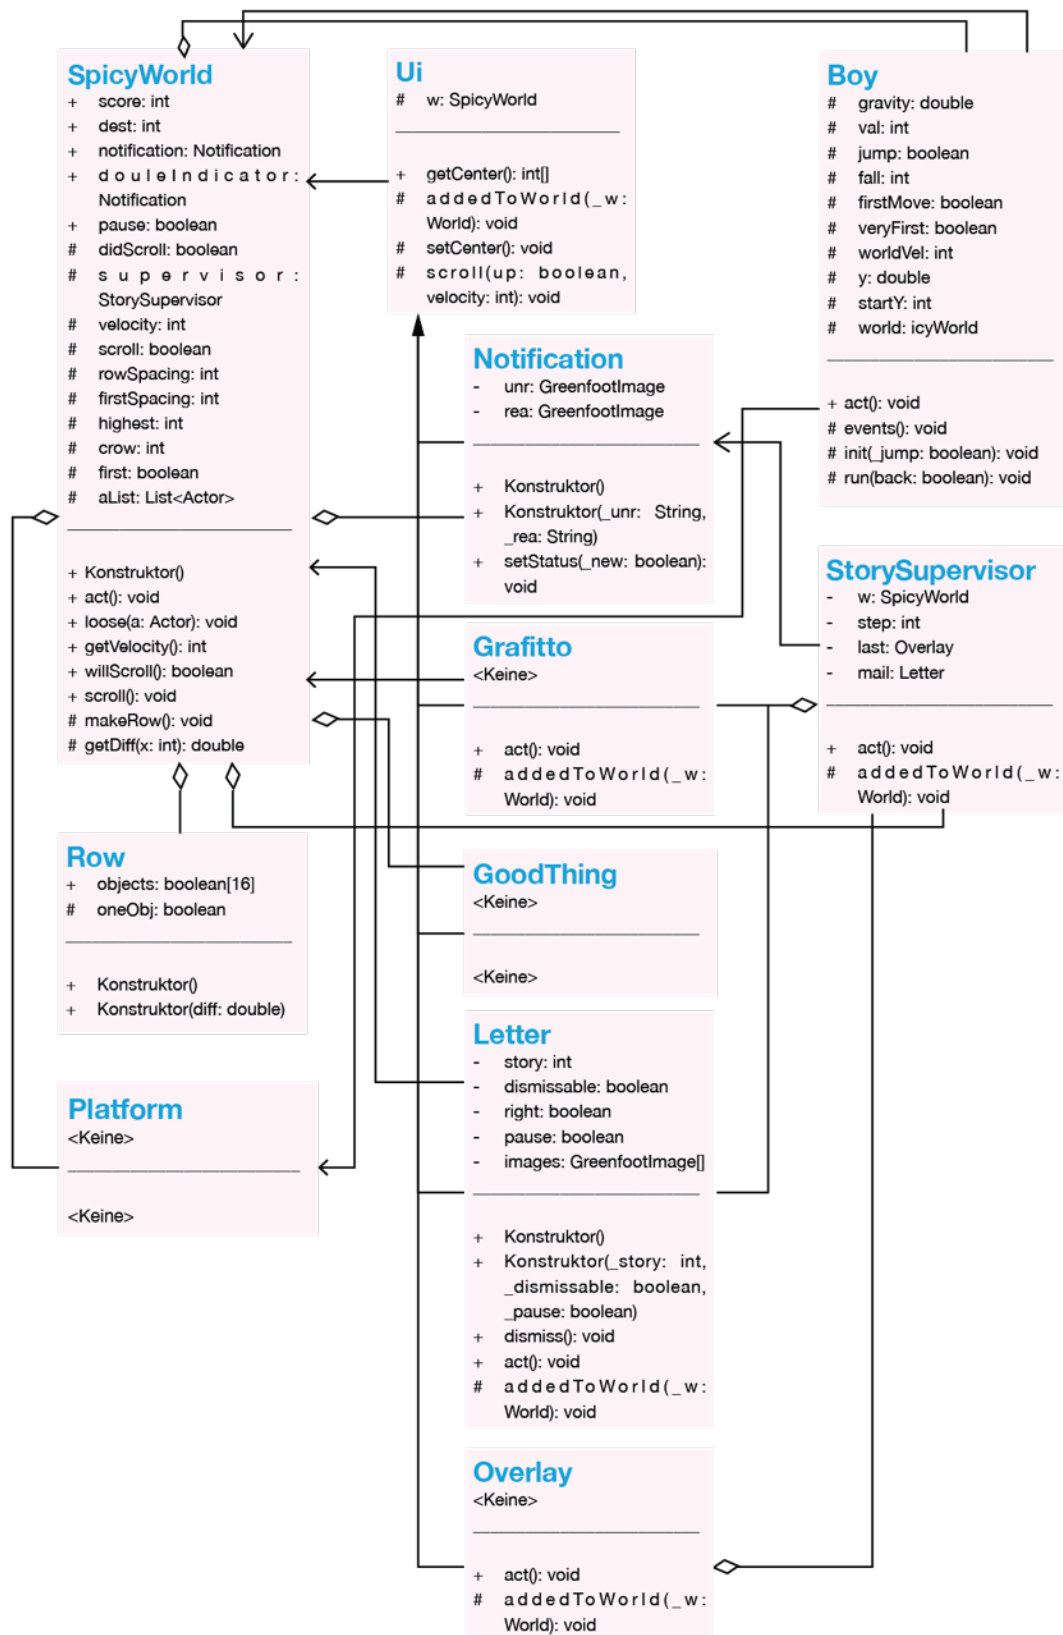 SpicyWorld
+ score: int
+ dest: int
+ notification: Notification
+ douleIndicator:
Notification
+ pause: boolean
# didScroll: boolean
# supervisor:
StorySupervisor
# velocity: int
# scroll: boolean
# rowSpacing: int
# firstSpacing: int
# highest: int
# crow: int
# first: boolean
# aList: List<Actor>
+ Konstruktor()
+ act(): void
+ loose(a: Actor): void
+ getVelocity(): int
+ willScroll(): boolean
+ scroll(): void
# makeRow(): void
# getDiff(x: int): double
Row
+ objects: boolean[16]
# oneObj: boolean
+ Konstruktor()
+ Konstruktor(diff: double)
Platform
<Keine>
<Keine>
Ui
# w: SpicyWorld
+ getCenter(): int[]
# addedToWorld(_w:
World): void
# setCenter(): void
# scroll(up: boolean,
velocity: int): void
Notification
- unr: GreenfootImage
- rea: GreenfootImage
+ Konstruktor()
+ Konstruktor(_unr: String,
_rea: String)
+ setStatus(_new: boolean):
void
Grafitto
<Keine>
+ act(): void
# addedToWorld(_w:
World): void
GoodThing
<Keine>
<Keine>
Letter
- story: int
- dismissable: boolean
- right: boolean
- pause: boolean
- images: GreenfootImage[]
+ Konstruktor()
+ Konstruktor(_story: int,
_dismissable: boolean,
_pause: boolean)
+ dismiss(): void
+ act(): void
# addedToWorld(_w:
World): void
Overlay
<Keine>
+ act(): void
# addedToWorld(_w:
World): void
Boy
# gravity: double
# val: int
# jump: boolean
# fall: int
# firstMove: boolean
# veryFirst: boolean
# worldVel: int
# y: double
# startY: int
# world: icyWorld
+ act(): void
# events(): void
# init(_jump: boolean): void
# run(back: boolean): void
StorySupervisor
- w: SpicyWorld
- step: int
- last: Overlay
- mail: Letter
+ act(): void
# addedToWorld(_w:
World): void